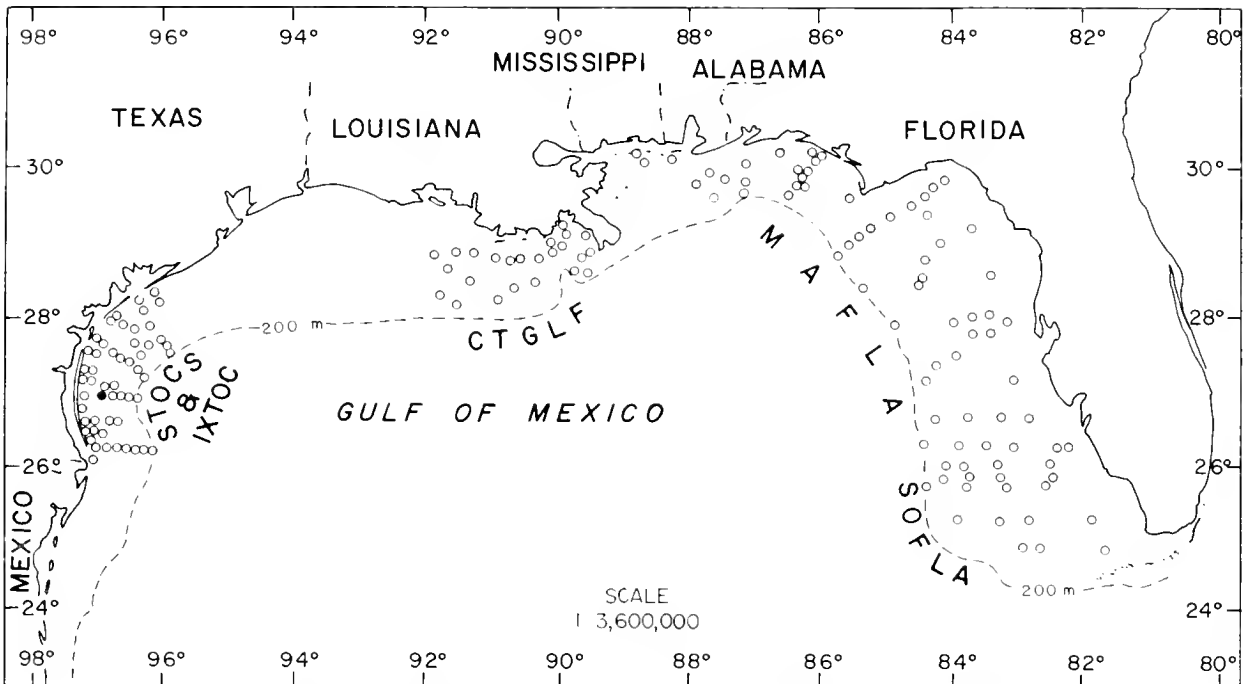 98° 96° 94° 92° 90° 88° 86° 84° 82° 80°
MISSISSIPPI
ALABAMA
TEXAS
LOUISIANA
FLORIDA
30° 30°
MAFLA
28° 28°
200 m
CTGLF
STOCS
&
IXTOC
GULF OF MEXICO
26° 26°
SOFLA
MEXICO
200 m
SCALE
1 3,600,000
24° 24°
98° 96° 94° 92° 90° 88° 86° 84° 82° 80°